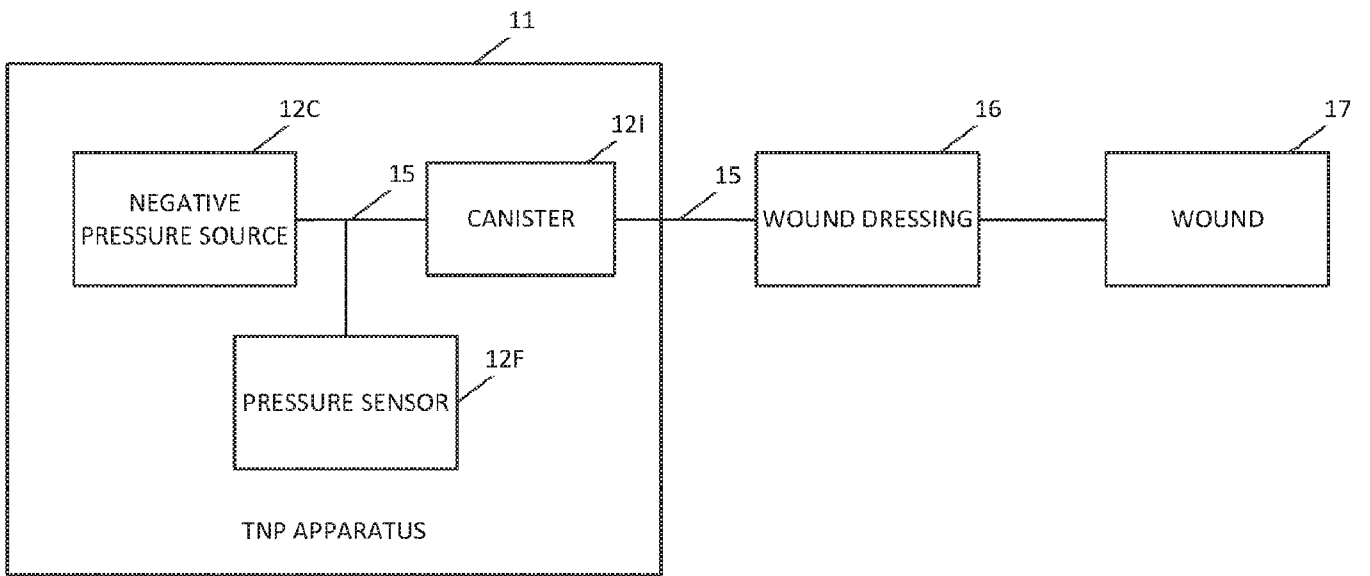 11
12C
12I
16
17
15
15
NEGATIVE
PRESSURE SOURCE
CANISTER
WOUND DRESSING
WOUND
12F
PRESSURE SENSOR
TNP APPARATUS